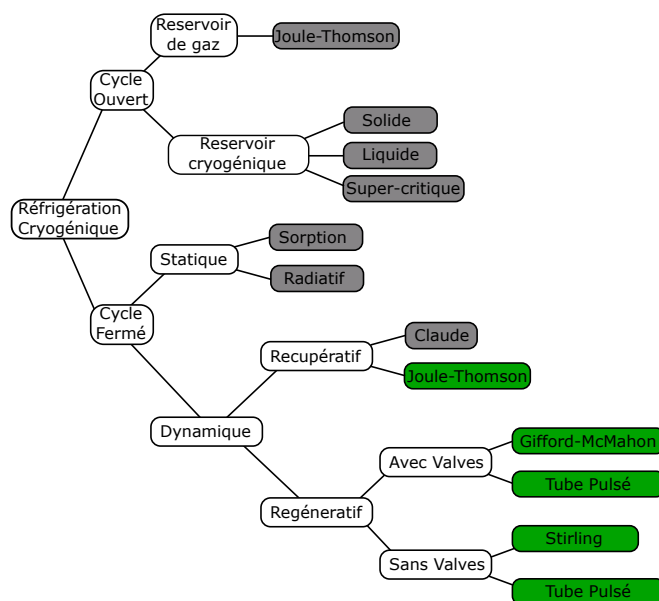 Reservoir
de gaz
Joule-Thomson
Cycle
Ouvert
Solide
Reservoir
cryogénique
Liquide
Super-critique
Réfrigération
Cryogénique
Sorption
Statique
Radiatif
Cycle
Fermé
Claude
Recupératif
Joule-Thomson
Dynamique
Gifford-McMahon
Avec Valves
Tube Pulsé
Regéneratif
Stirling
Sans Valves
Tube Pulsé